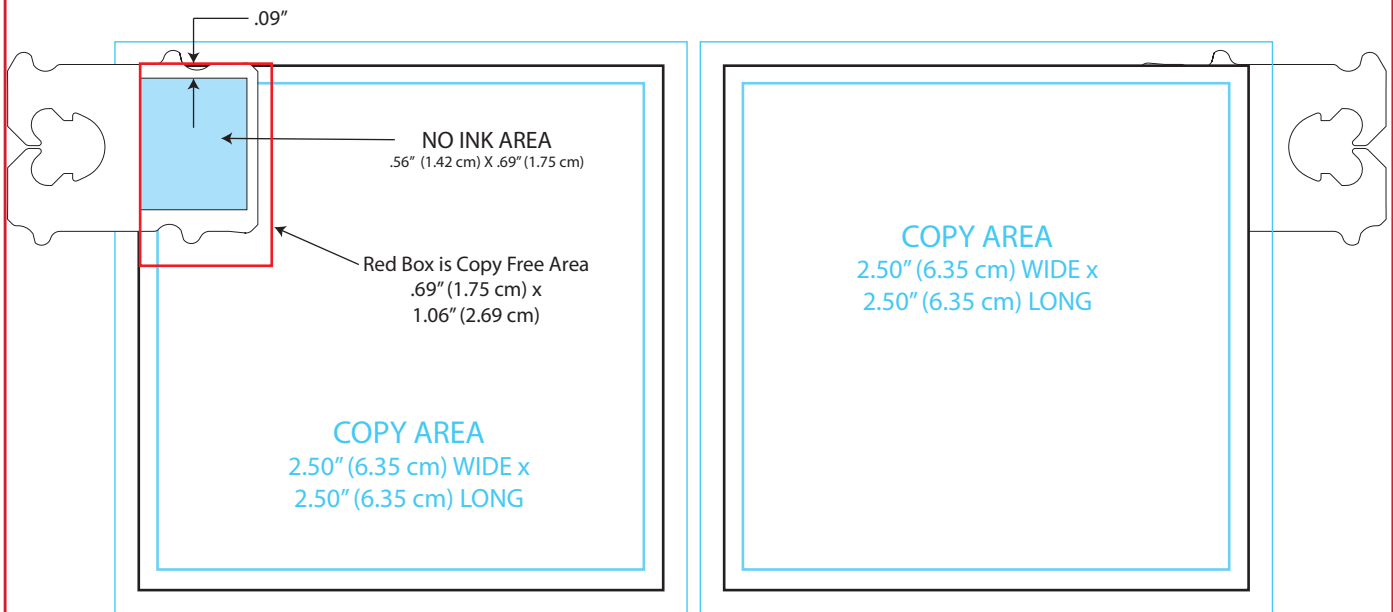 .09”
NO INK AREA
.56” (1.42 cm) X .69” (1.75 cm)
Red Box is Copy Free Area
.69” (1.75 cm) x
1.06” (2.69 cm)
COPY AREA
2.50” (6.35 cm) WIDE x
2.50” (6.35 cm) LONG
COPY AREA
2.50” (6.35 cm) WIDE x
2.50” (6.35 cm) LONG